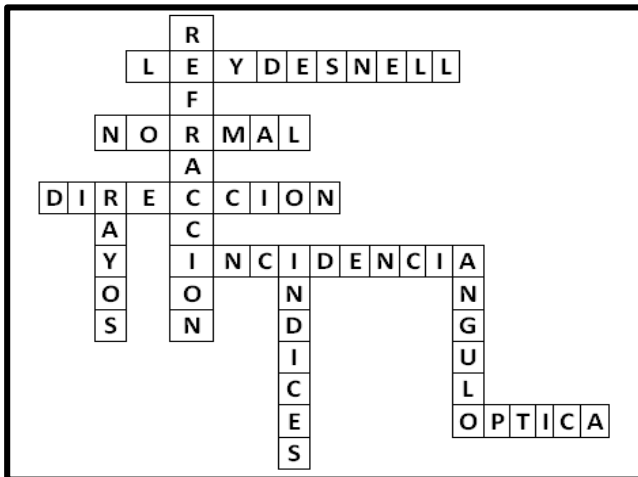 REFRACCION
LEYDESNELL
NORMAL
DIRECCION
RAYOS
INCIDENCIA
INDICES
ANGULO
OPTICA